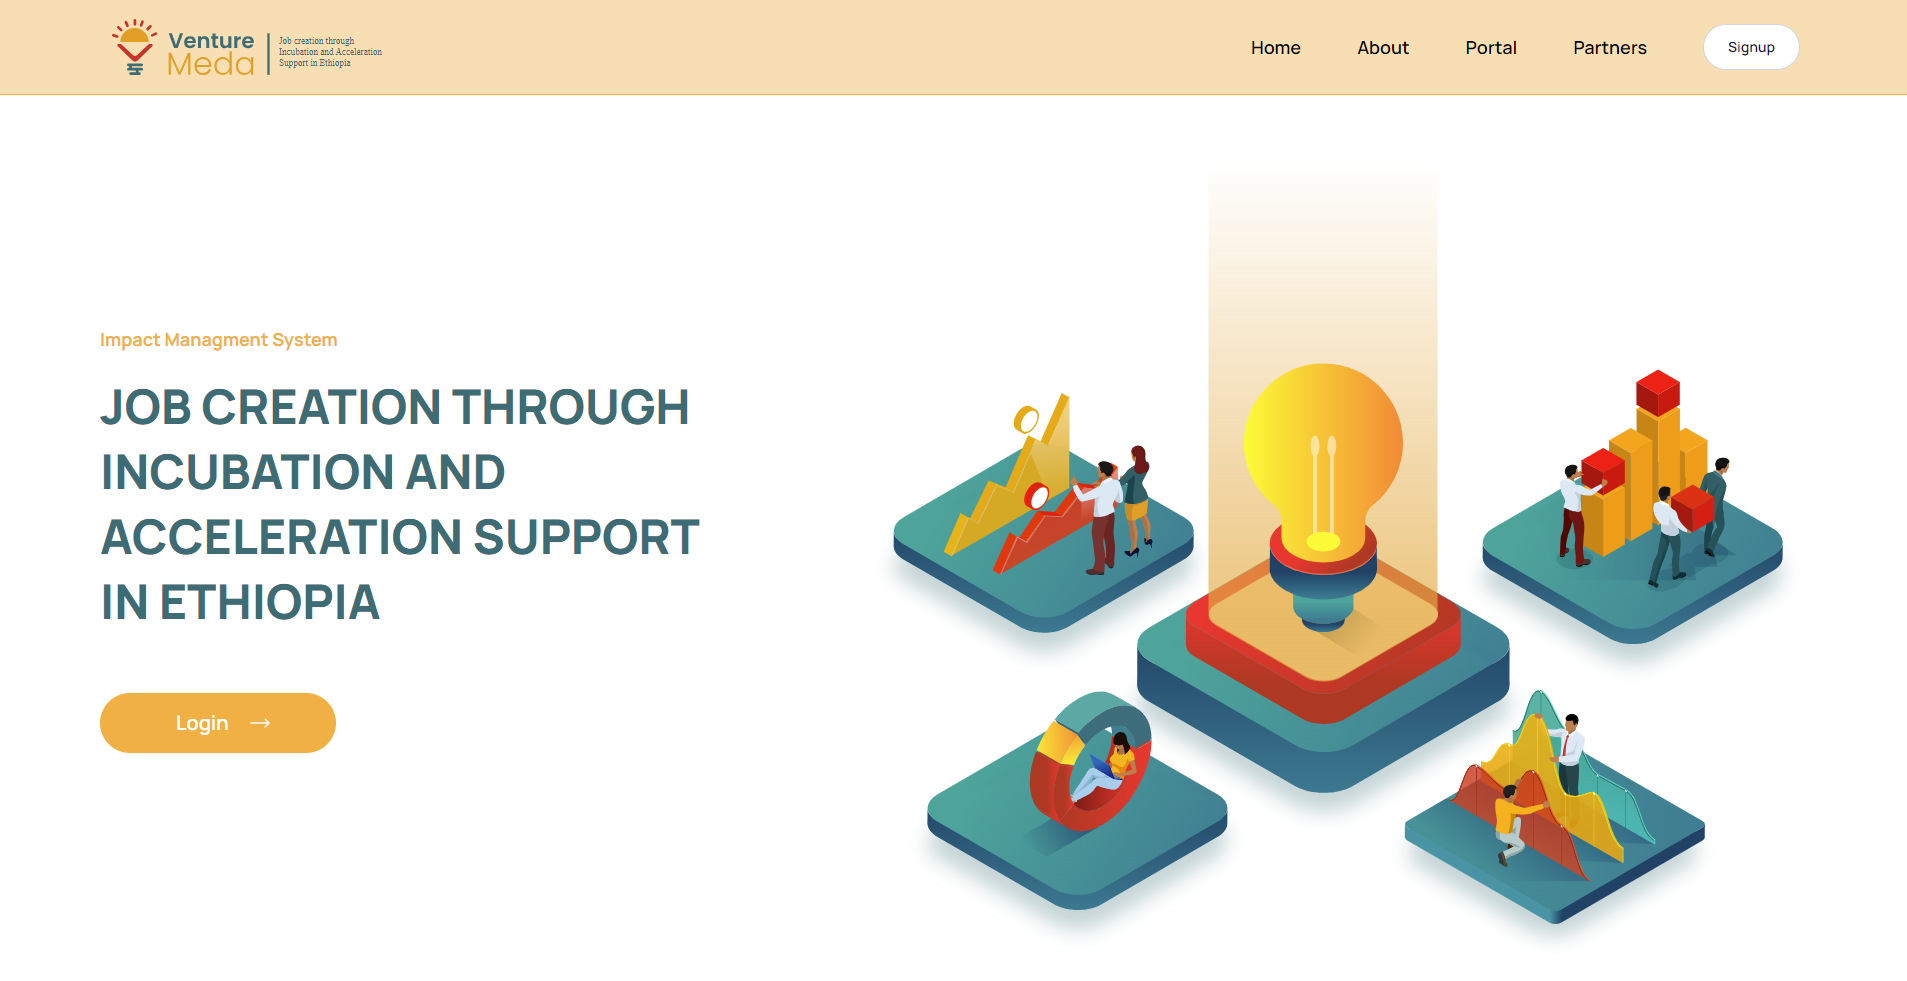 Venture
Meda
Job creation through
Incubation and Acceleration
Support in Ethiopia
Home
About
Portal
Partners
Signup
Impact Managment System
JOB CREATION THROUGH
INCUBATION AND
ACCELERATION SUPPORT
IN ETHIOPIA
Login